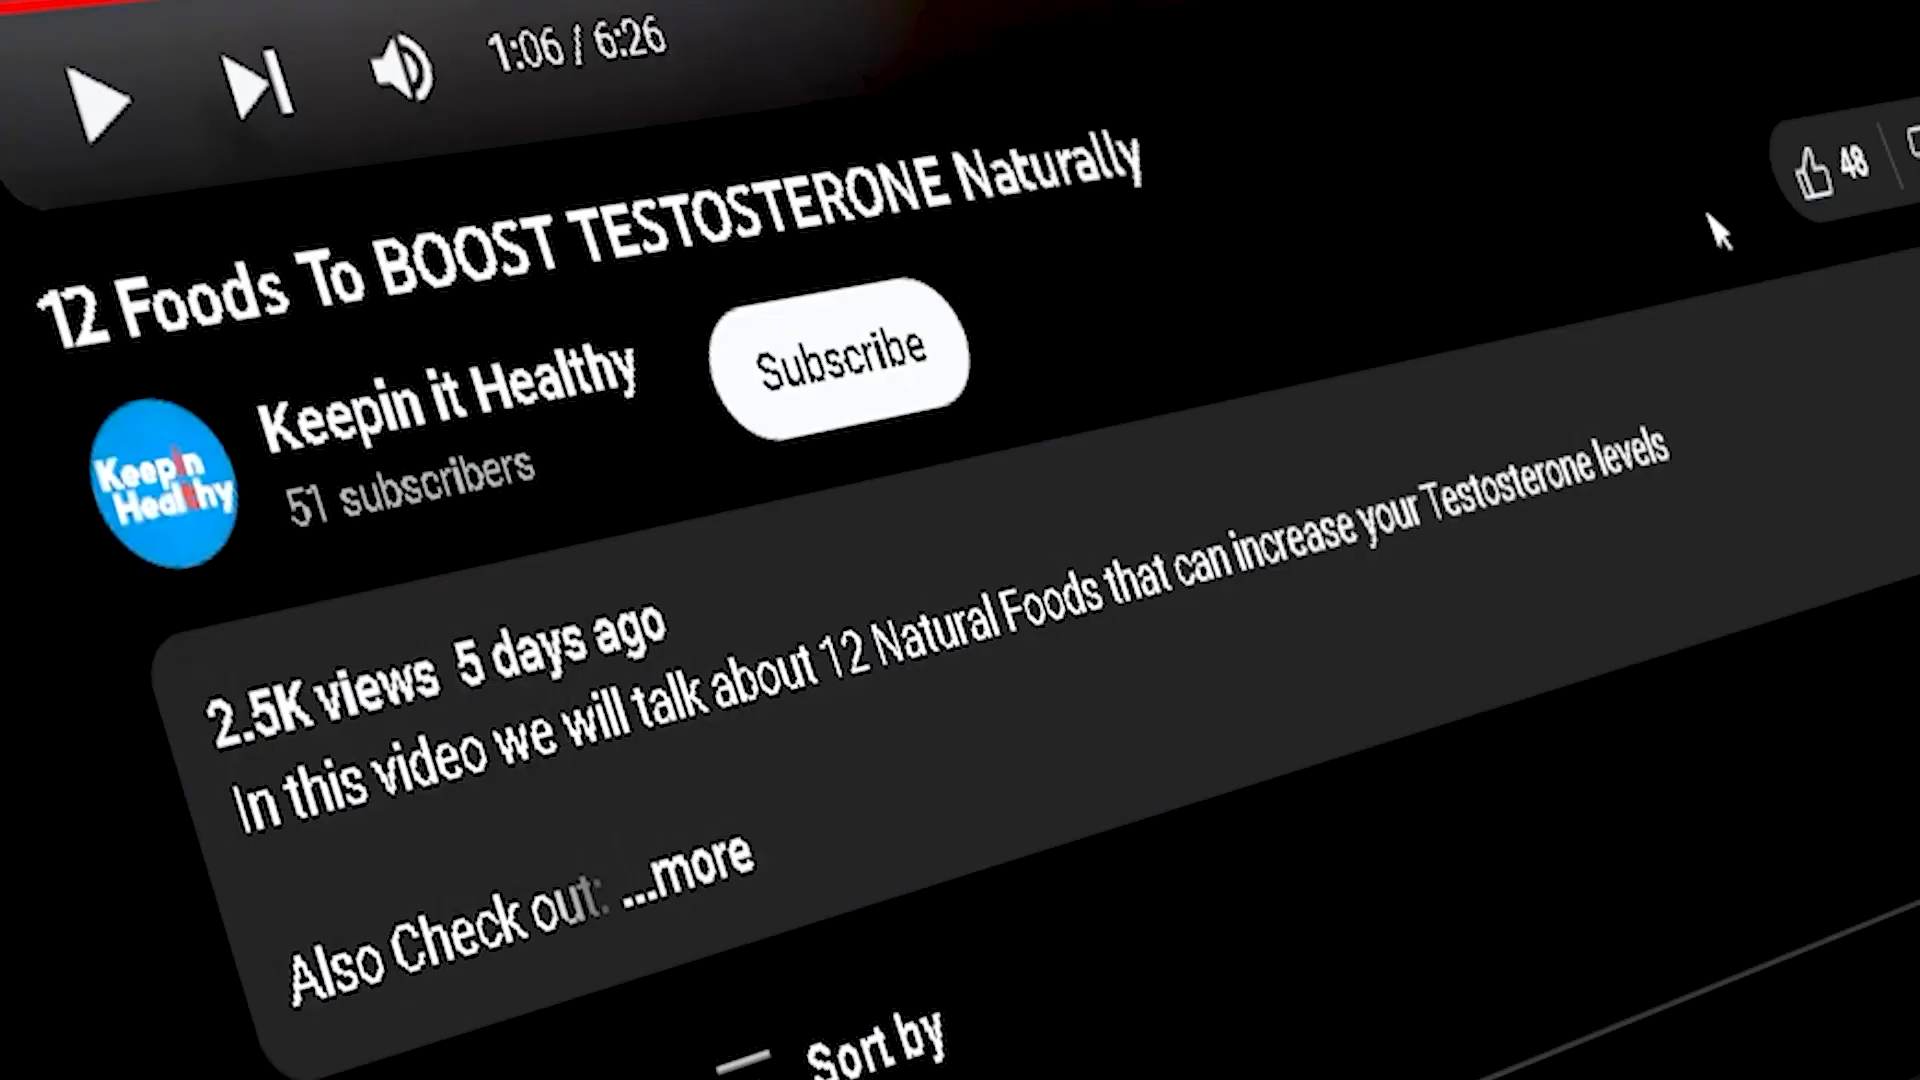 1:06 / 6:26
12 Foods To BOOST TESTOSTERONE Naturally
48
Keepin it Healthy
Subscribe
51 subscribers
Keepin
Healthy
2.5K views 5 days ago
In this video we will talk about 12 Natural Foods that can increase your Testosterone levels
Also Check out: ...more
Sort by